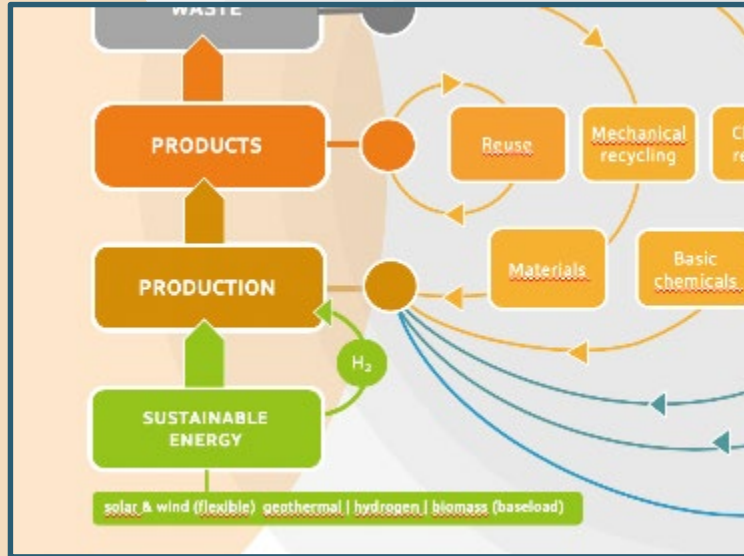 WASTE
PRODUCTS
Reuse
Mechanical
recycling
PRODUCTION
Materials
Basic
chemicals
H₂
SUSTAINABLE
ENERGY
solar & wind (flexible) geothermal | hydrogen | biomass (baseload)